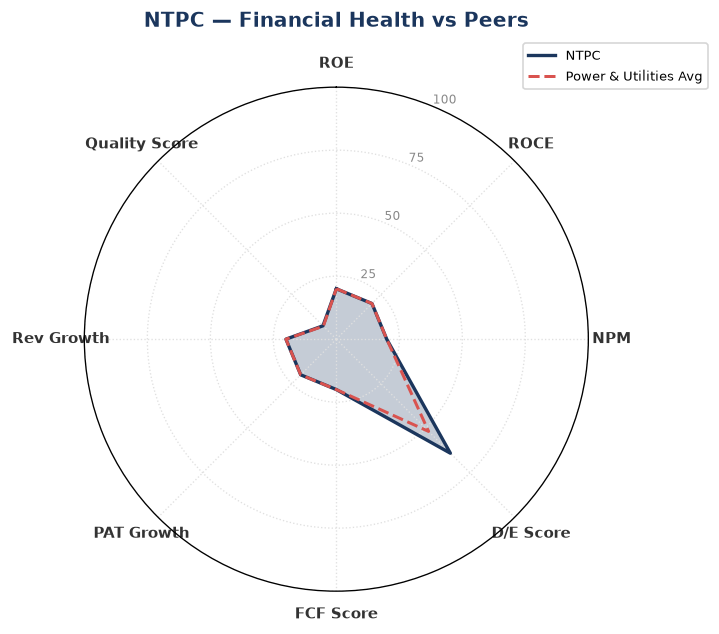 NTPC — Financial Health vs Peers
NTPC
Power & Utilities Avg
ROE
100
Quality Score
ROCE
75
50
25
Rev Growth
NPM
PAT Growth
D/E Score
FCF Score